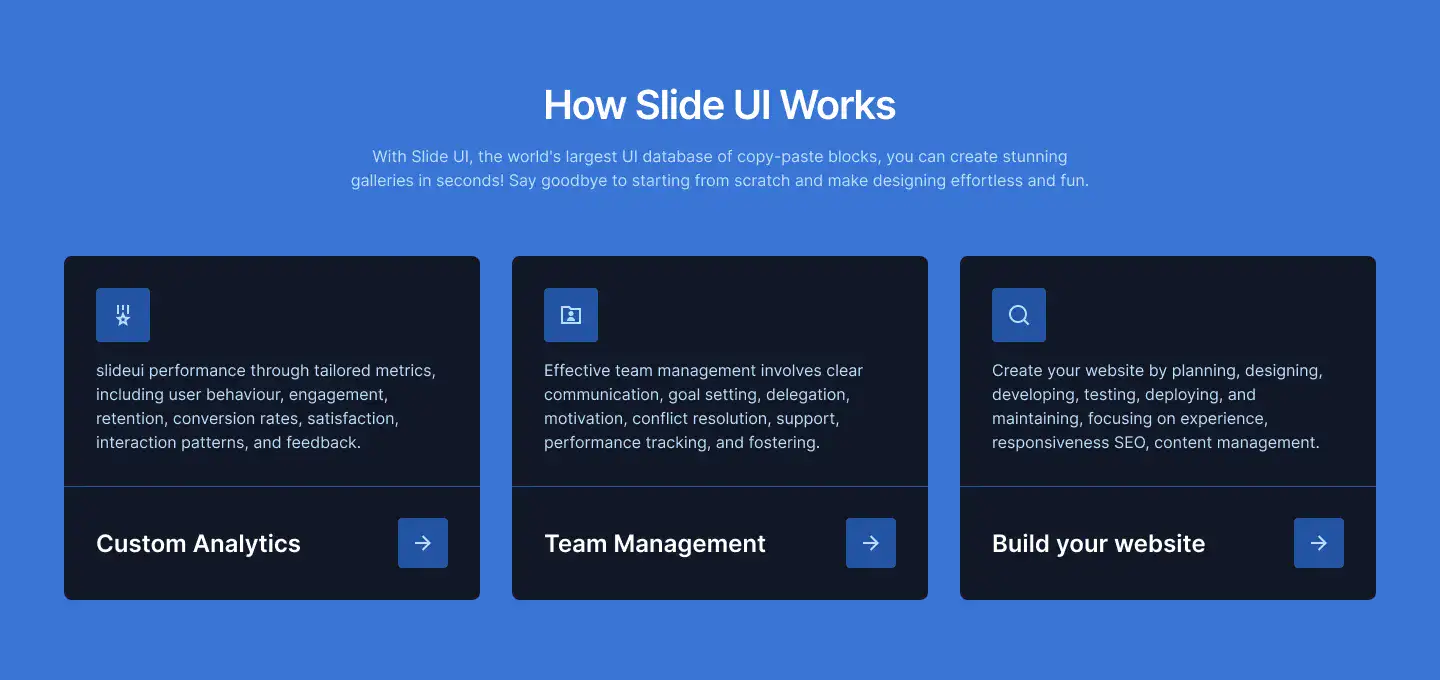 How Slide UI Works
With Slide UI, the world's largest UI database of copy-paste blocks, you can create stunning
galleries in seconds! Say goodbye to starting from scratch and make designing effortless and fun.
slideui performance through tailored metrics,
including user behaviour, engagement,
retention, conversion rates, satisfaction,
interaction patterns, and feedback.
Custom Analytics
Effective team management involves clear
communication, goal setting, delegation,
motivation, conflict resolution, support,
performance tracking, and fostering.
Team Management
Create your website by planning, designing,
developing, testing, deploying, and
maintaining, focusing on experience,
responsiveness SEO, content management.
Build your website